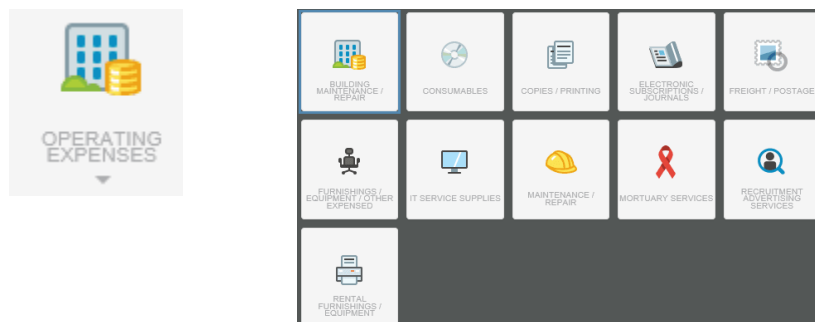 OPERATING
EXPENSES
BUILDING
MAINTENANCE /
REPAIR
CONSUMABLES
COPIES / PRINTING
ELECTRONIC
SUBSCRIPTIONS /
JOURNALS
FREIGHT / POSTAGE
FURNISHINGS /
EQUIPMENT / OTHER
EXPENSED
IT SERVICE SUPPLIES
MAINTENANCE /
REPAIR
MORTUARY SERVICES
RECRUITMENT
ADVERTISING
SERVICES
RENTAL
FURNISHINGS /
EQUIPMENT